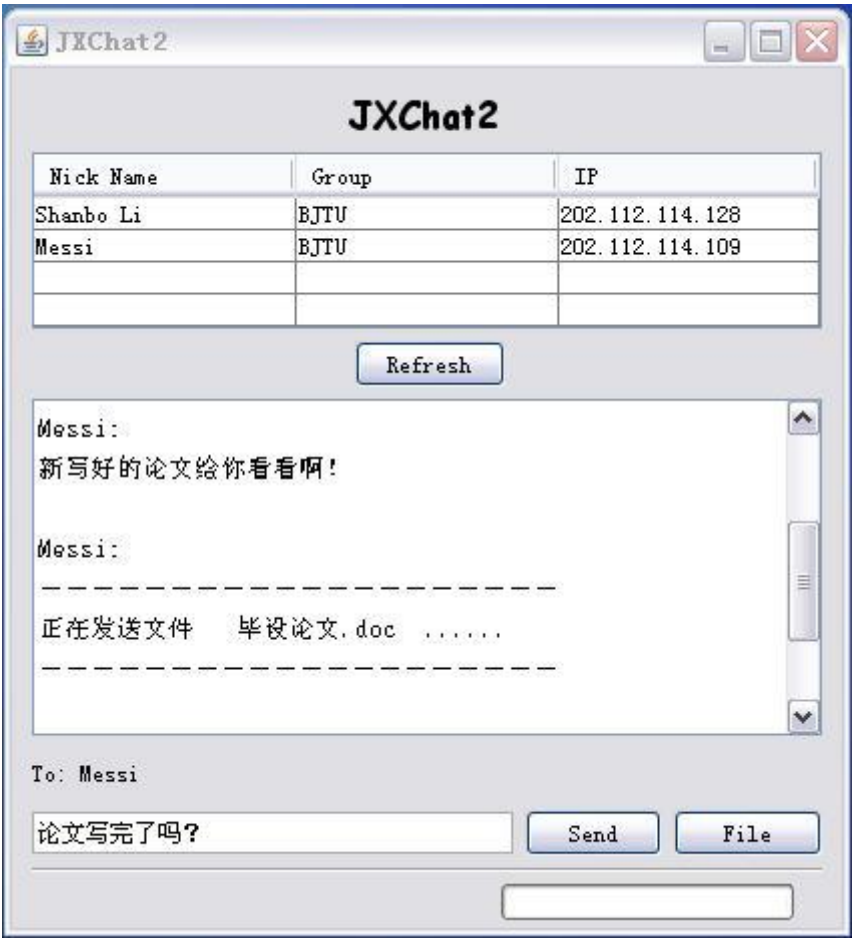 JXChat2
JXChat2
Nick Name Group IP
Shanbo Li BJTU 202.112.114.128
Messi BJTU 202.112.114.109
Refresh
Messi:
新写好的论文给你看看啊!
Messi:
—————————————————————
正在发送文件 毕设论文.doc ......
—————————————————————
To: Messi
论文写完了吗? Send File